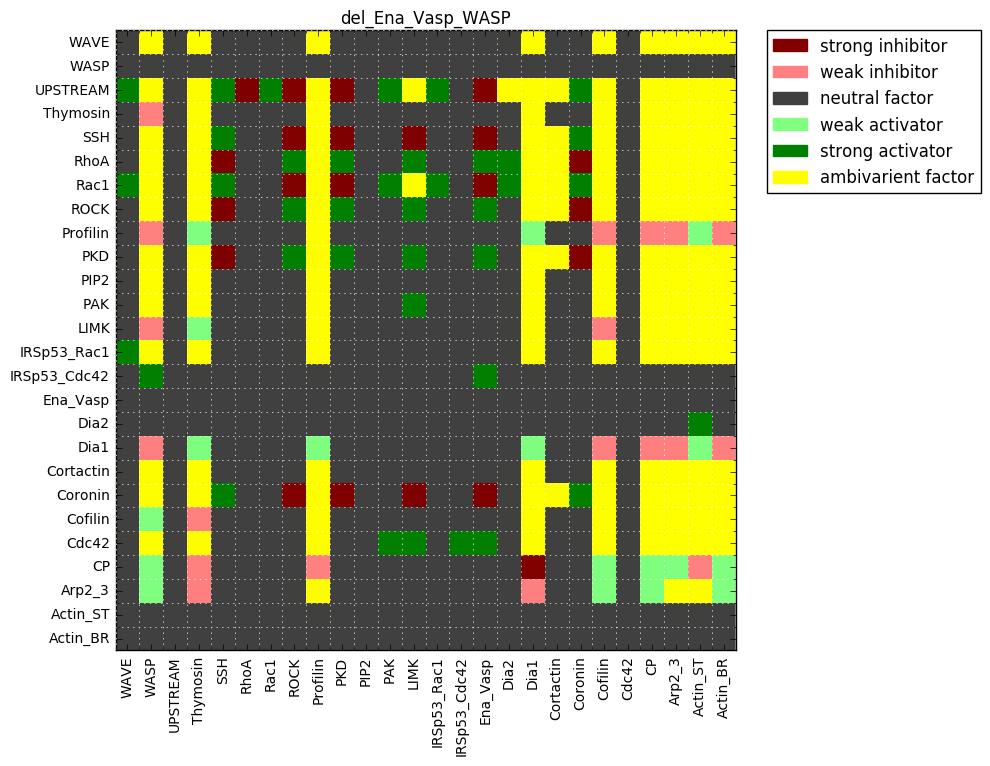 del_Ena_Vasp_WASP
WAVE
WASP
UPSTREAM
Thymosin
SSH
RhoA
Rac1
ROCK
Profilin
PKD
PIP2
PAK
LIMK
IRSp53_Rac1
IRSp53_Cdc42
Ena_Vasp
Dia2
Dia1
Cortactin
Coronin
Cofilin
Cdc42
CP
Arp2_3
Actin_ST
Actin_BR
WAVE
WASP
UPSTREAM
Thymosin
SSH
RhoA
Rac1
ROCK
Profilin
PKD
PIP2
PAK
LIMK
IRSp53_Rac1
IRSp53_Cdc42
Ena_Vasp
Dia2
Dia1
Cortactin
Coronin
Cofilin
Cdc42
CP
Arp2_3
Actin_ST
Actin_BR
strong inhibitor
weak inhibitor
neutral factor
weak activator
strong activator
ambivarient factor